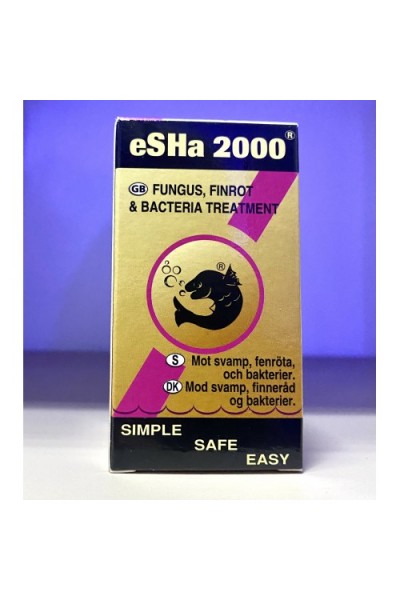 eSHa 2000®
GB FUNGUS, FINROT
& BACTERIA TREATMENT
®
S Mot svamp, fenröta,
och bakterier.
DK Mod svamp, finneråd
og bakterier.
SIMPLE
SAFE
EASY